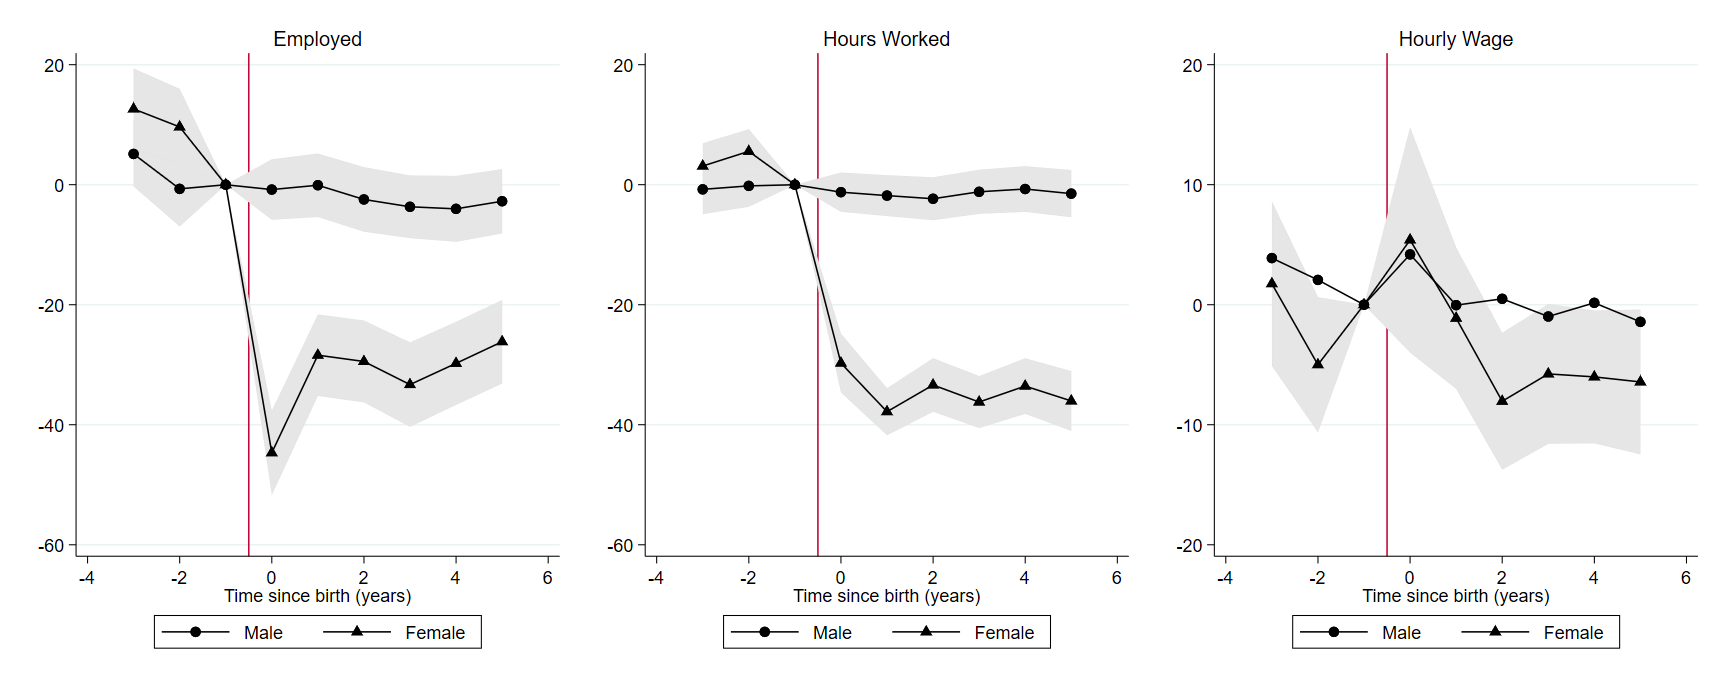 Employed
20
0
-20
-40
-60
-4 -2 0 2 4 6
Time since birth (years)
Male Female
Hours Worked
20
0
-20
-40
-60
-4 -2 0 2 4 6
Time since birth (years)
Male Female
Hourly Wage
20
10
0
-10
-20
-4 -2 0 2 4 6
Time since birth (years)
Male Female